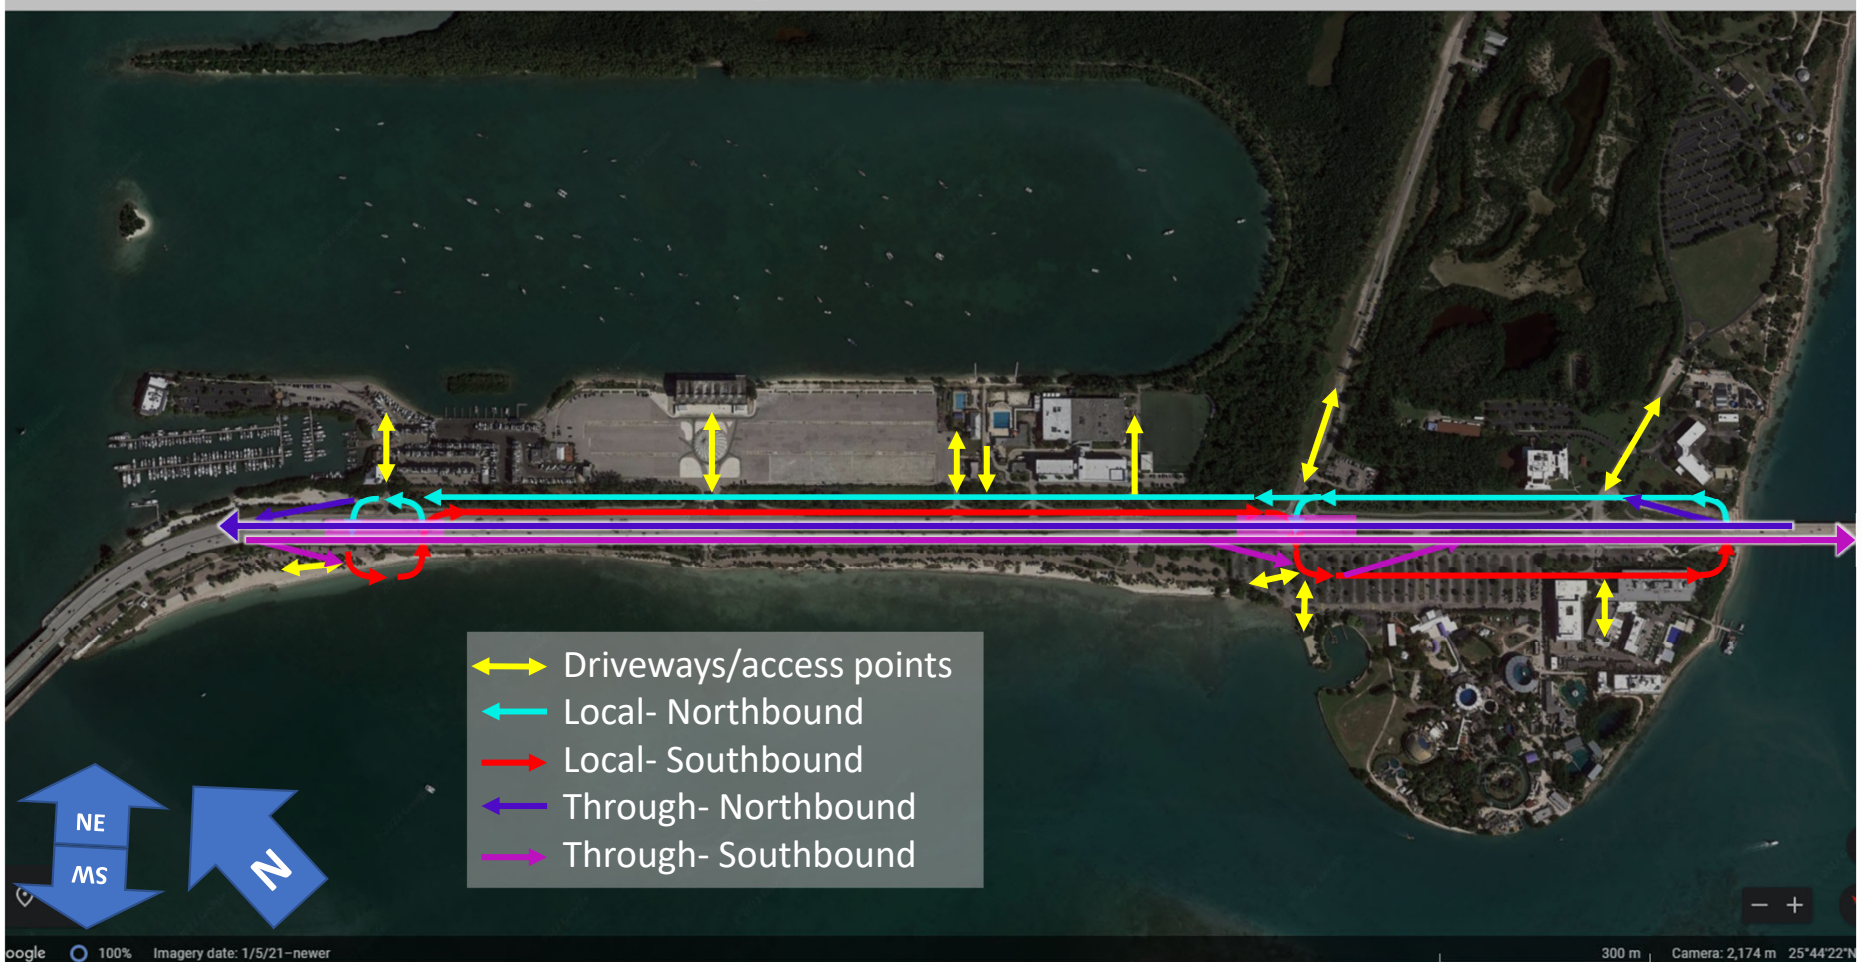 Driveways/access points
Local- Northbound
Local- Southbound
Through- Northbound
Through- Southbound
NE
SW
N
oogle
100%
Imagery date: 1/5/21-newer
300 m
Camera: 2,174 m
25°44'22"N